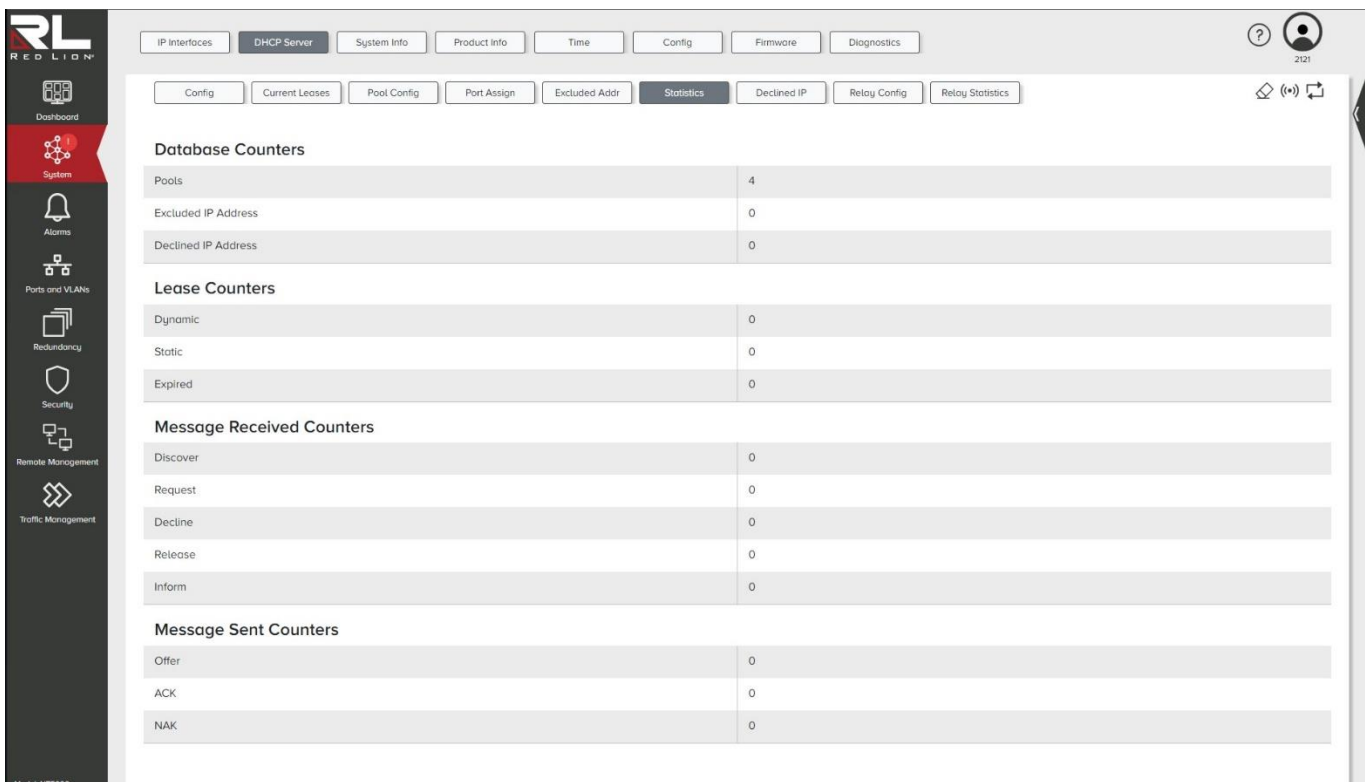 RL
RED LION
IP Interfaces DHCP Server System Info Product Info Time Config Firmware Diagnostics
?
2121
Config Current Leases Pool Config Port Assign Excluded Addr Statistics Declined IP Relay Config Relay Statistics
Dashboard
!
System
Alarms
Ports and VLANs
Redundancy
Security
Remote Management
Traffic Management
Database Counters
Pools 4
Excluded IP Address 0
Declined IP Address 0
Lease Counters
Dynamic 0
Static 0
Expired 0
Message Received Counters
Discover 0
Request 0
Decline 0
Release 0
Inform 0
Message Sent Counters
Offer 0
ACK 0
NAK 0